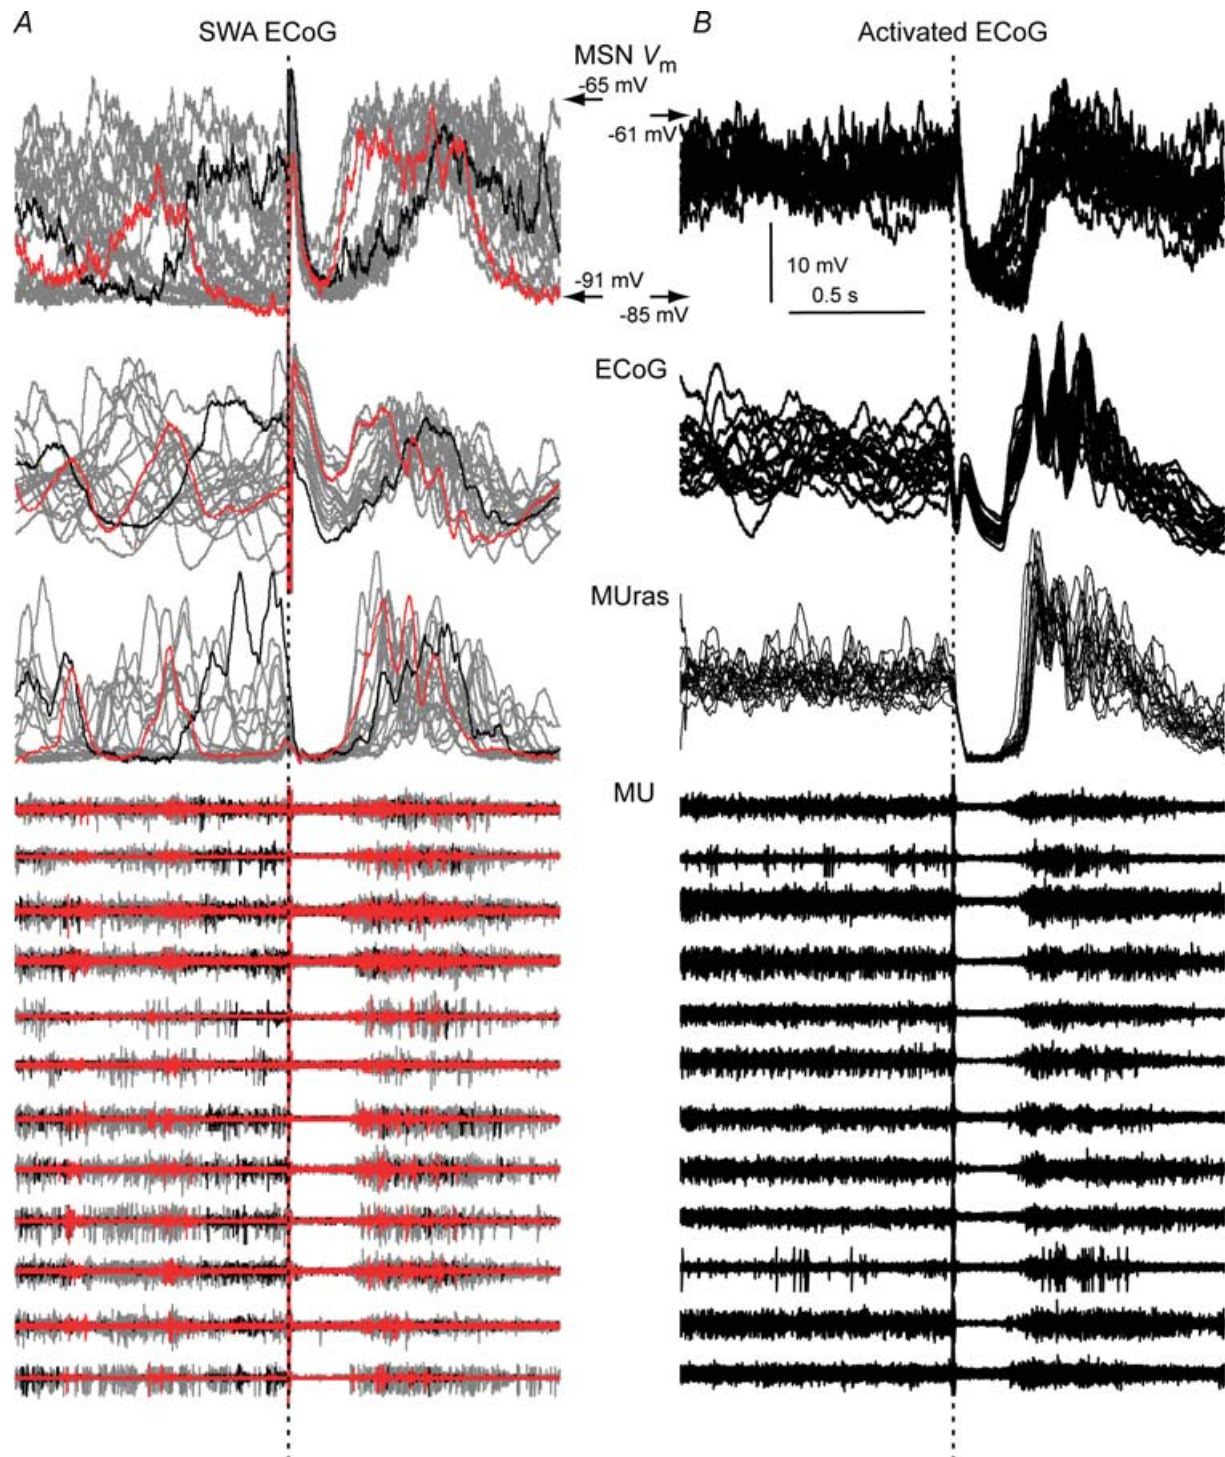 A
SWA ECoG
B
Activated ECoG
MSN Vm
-65 mV
-61 mV
-91 mV
-85 mV
10 mV
0.5 s
ECoG
MUras
MU